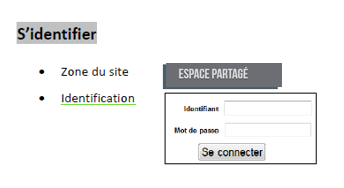 S’identifier
• Zone du site
• Identification
ESPACE PARTAGÉ
Identifiant
Mot de passe
Se connecter